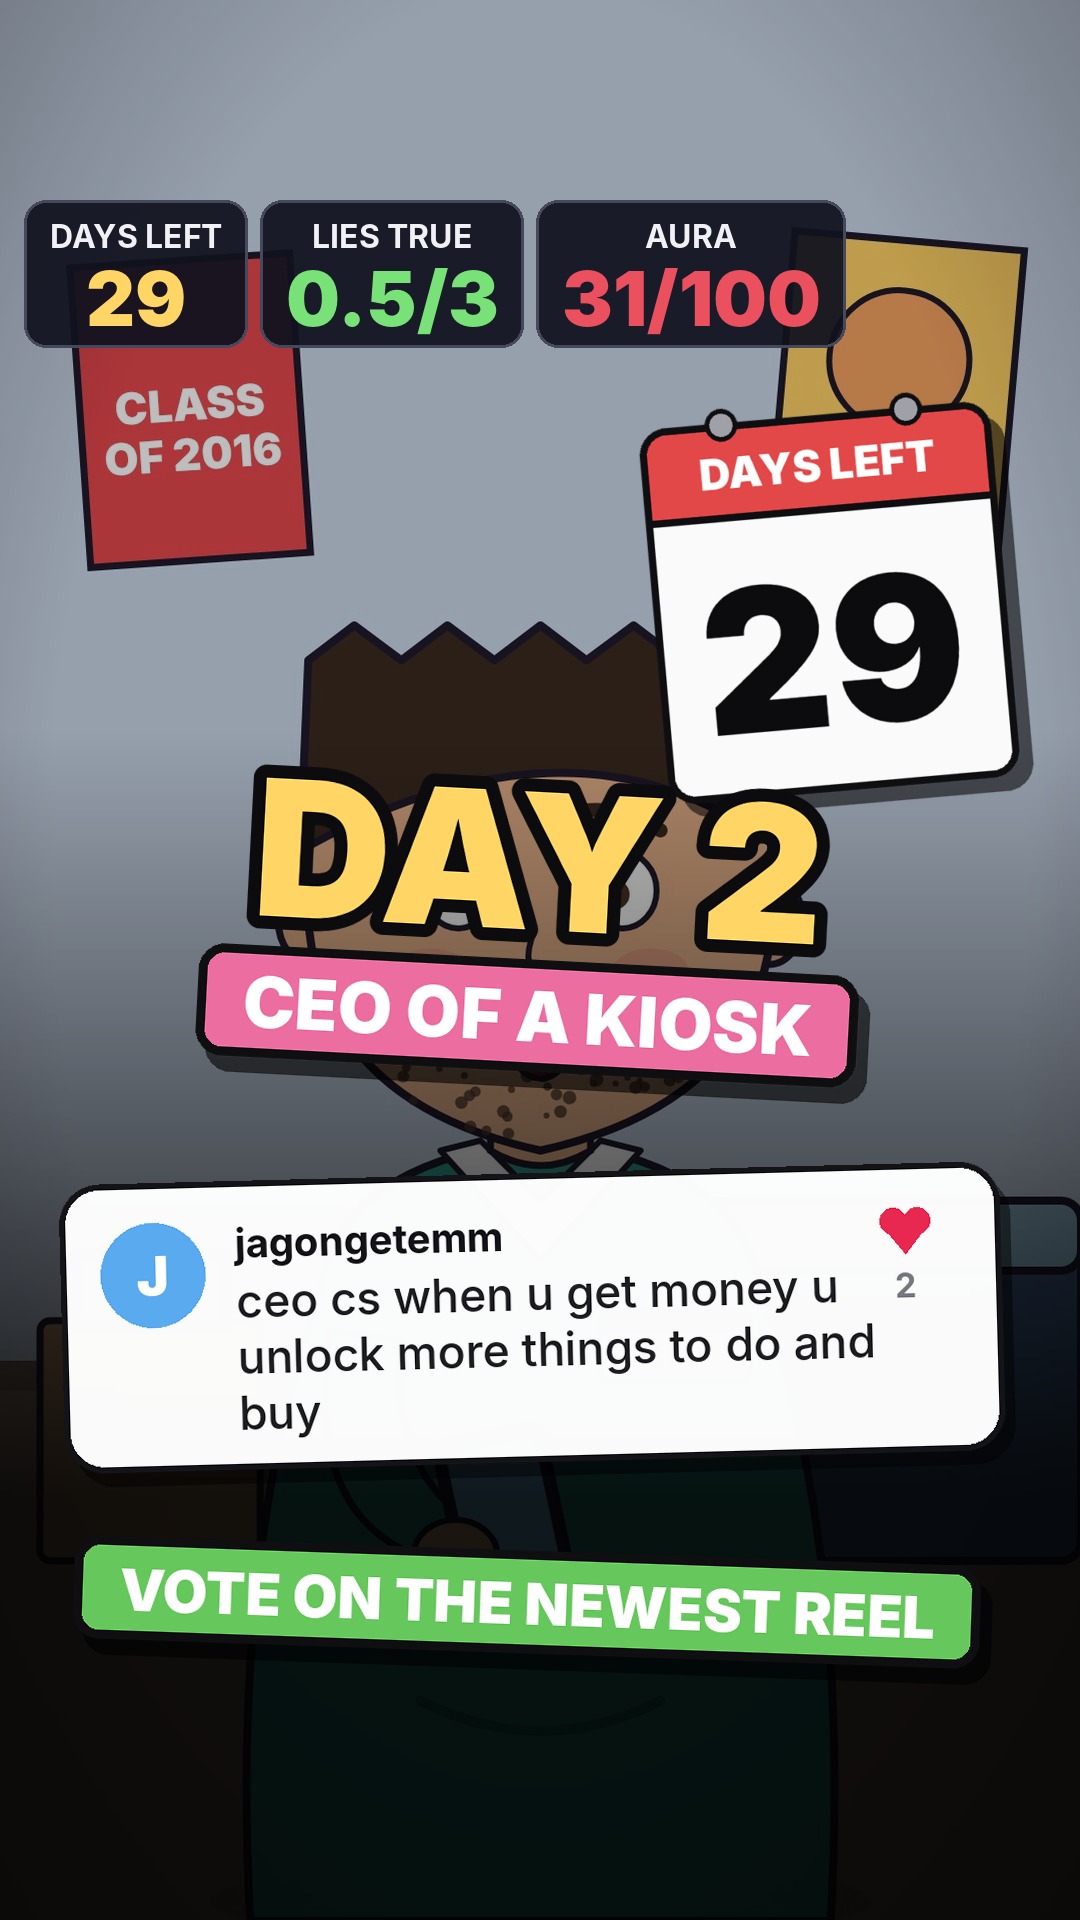 DAYS LEFT
29
LIES TRUE
0.5/3
AURA
31/100
CLASS
OF 2016
DAYS LEFT
29
DAY 2
CEO OF A KIOSK
J
jagongetemm
ceo cs when u get money u
unlock more things to do and
buy
2
VOTE ON THE NEWEST REEL